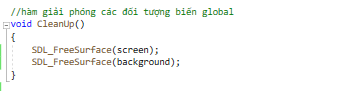 //hàm giải phóng các đối tượng biến global
void CleanUp()
{
SDL_FreeSurface(screen);
SDL_FreeSurface(background);
}